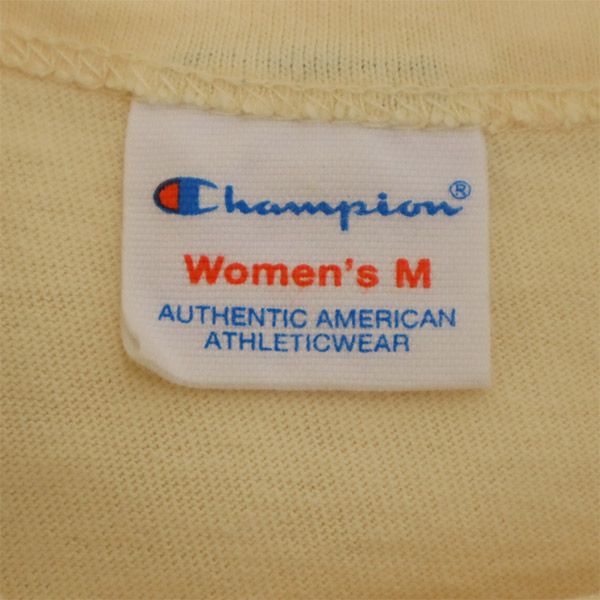 Champion®
Women's M
AUTHENTIC AMERICAN
ATHLETICWEAR